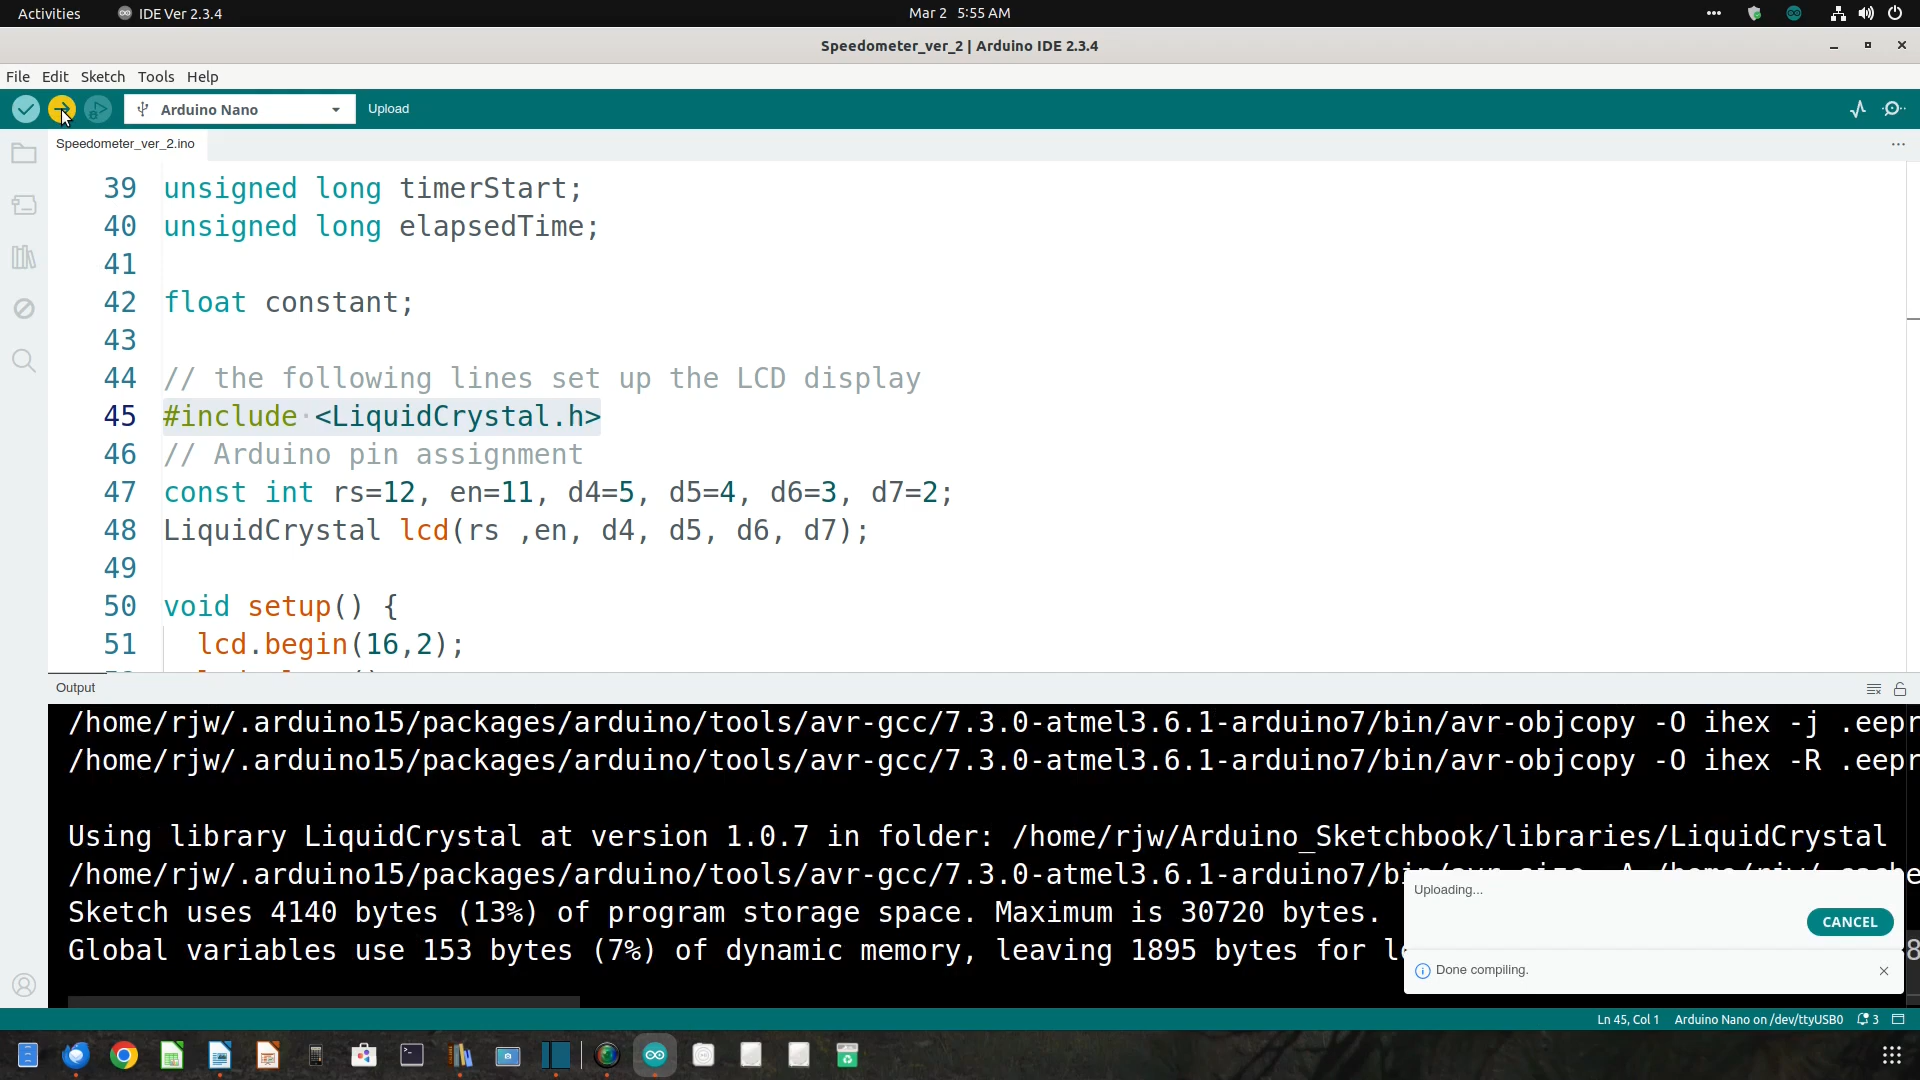 Activities IDE Ver 2.3.4 Mar 2 5:55 AM
Speedometer_ver_2 | Arduino IDE 2.3.4
File Edit Sketch Tools Help
Arduino Nano Upload
Speedometer_ver_2.ino
39 unsigned long timerStart;
40 unsigned long elapsedTime;
41
42 float constant;
43
44 // the following lines set up the LCD display
45 #include <LiquidCrystal.h>
46 // Arduino pin assignment
47 const int rs=12, en=11, d4=5, d5=4, d6=3, d7=2;
48 LiquidCrystal lcd(rs ,en, d4, d5, d6, d7);
49
50 void setup() {
51 lcd.begin(16,2);
Output
/home/rjw/.arduino15/packages/arduino/tools/avr-gcc/7.3.0-atmel3.6.1-arduino7/bin/avr-objcopy -O ihex -j .eepr
/home/rjw/.arduino15/packages/arduino/tools/avr-gcc/7.3.0-atmel3.6.1-arduino7/bin/avr-objcopy -O ihex -R .eepr
Using library LiquidCrystal at version 1.0.7 in folder: /home/rjw/Arduino_Sketchbook/libraries/LiquidCrystal
/home/rjw/.arduino15/packages/arduino/tools/avr-gcc/7.3.0-atmel3.6.1-arduino7/bin/avr-size -A /home/rjw/.cache
Sketch uses 4140 bytes (13%) of program storage space. Maximum is 30720 bytes.
Global variables use 153 bytes (7%) of dynamic memory, leaving 1895 bytes for
Uploading...
CANCEL
Done compiling.
Ln 45, Col 1 Arduino Nano on /dev/ttyUSB0 3